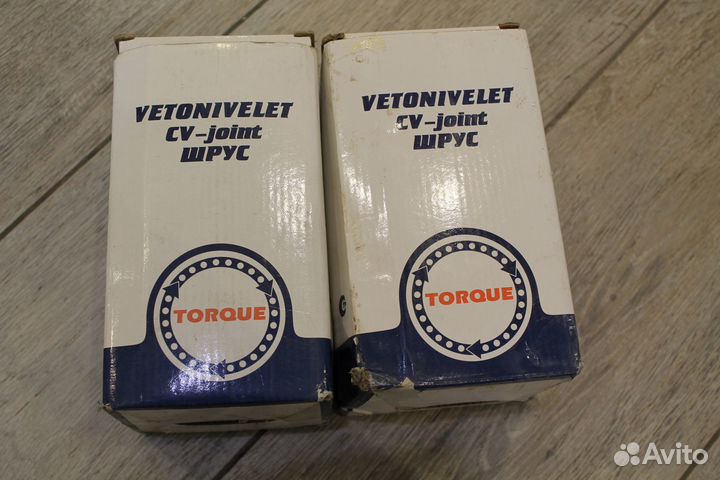 VETONIVELET
CV-joint
ШРУС
TORQUE
VETONIVELET
CV-joint
ШРУС
TORQUE
Avito